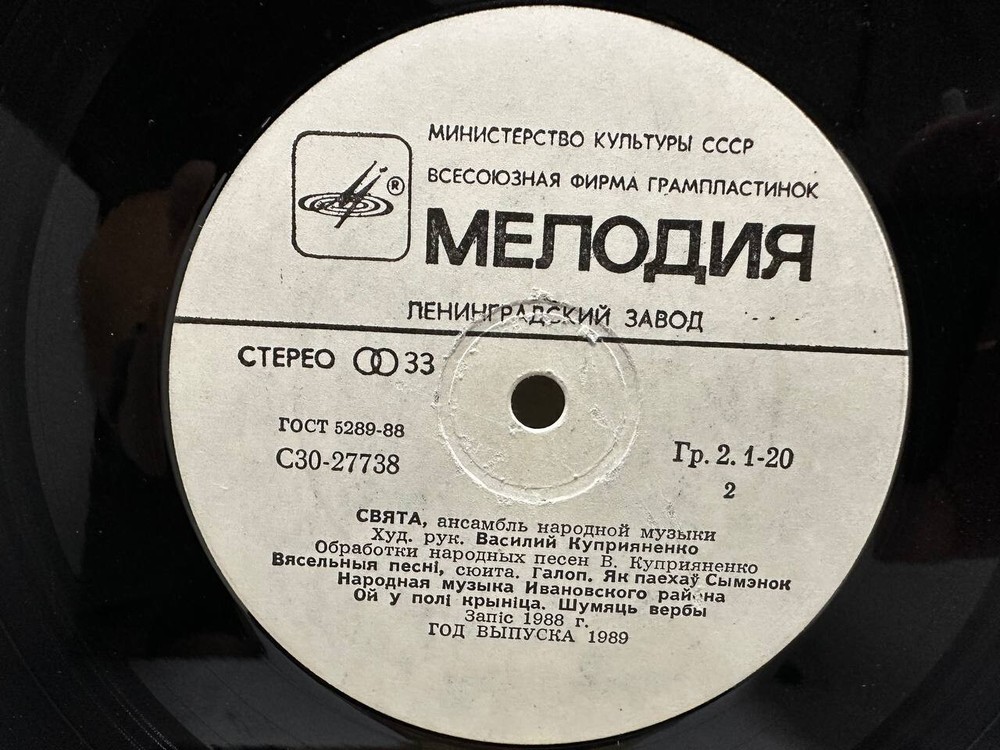 МИНИСТЕРСТВО КУЛЬТУРЫ СССР
ВСЕСОЮЗНАЯ ФИРМА ГРАМПЛАСТИНОК
®
МЕЛОДИЯ
ЛЕНИНГРАДСКИЙ ЗАВОД
СТЕРЕО 33
ГОСТ 5289-88
С30-27738
Гр. 2. 1-20
2
СВЯТА, ансамбль народной музыки
Худ. рук. Василий Куприяненко
Обработки народных песен В. Куприяненко
Вясельныя песні, сюита. Галоп. Як паехаў Сымэнок
Народная музыка Ивановского района
Ой у полі крыніца. Шумяць вербы
Запіс 1988 г.
ГОД ВЫПУСКА 1989